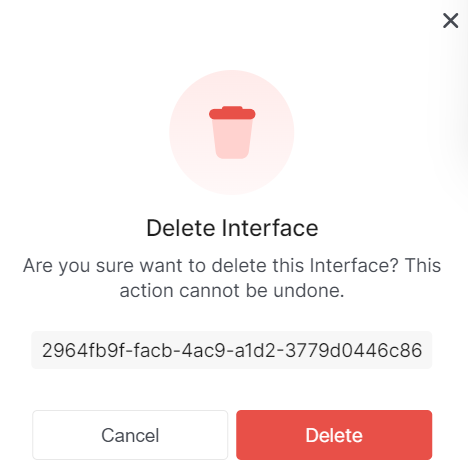 Delete Interface
Are you sure want to delete this Interface? This
action cannot be undone.
2964fb9f-facb-4ac9-a1d2-3779d0446c86
Cancel
Delete